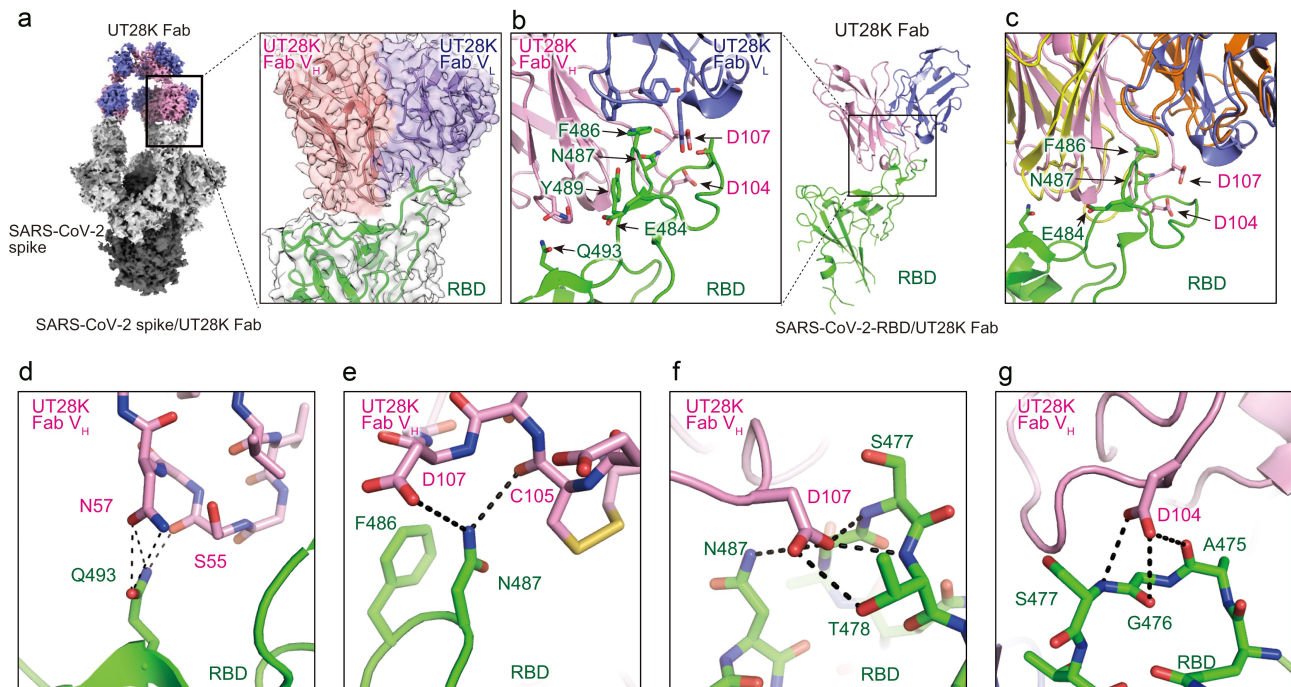 a
UT28K Fab
SARS-CoV-2
spike
SARS-CoV-2 spike/UT28K Fab
UT28K
Fab VH
UT28K
Fab VL
RBD
b
UT28K
Fab VH
UT28K
Fab VL
F486
N487
Y489
D107
D104
E484
Q493
RBD
UT28K Fab
RBD
SARS-CoV-2-RBD/UT28K Fab
c
F486
N487
E484
D107
D104
RBD
d
UT28K
Fab VH
N57
S55
Q493
RBD
e
UT28K
Fab VH
D107
C105
F486
N487
RBD
f
UT28K
Fab VH
S477
D107
N487
T478
RBD
g
UT28K
Fab VH
D104
A475
S477
G476
RBD